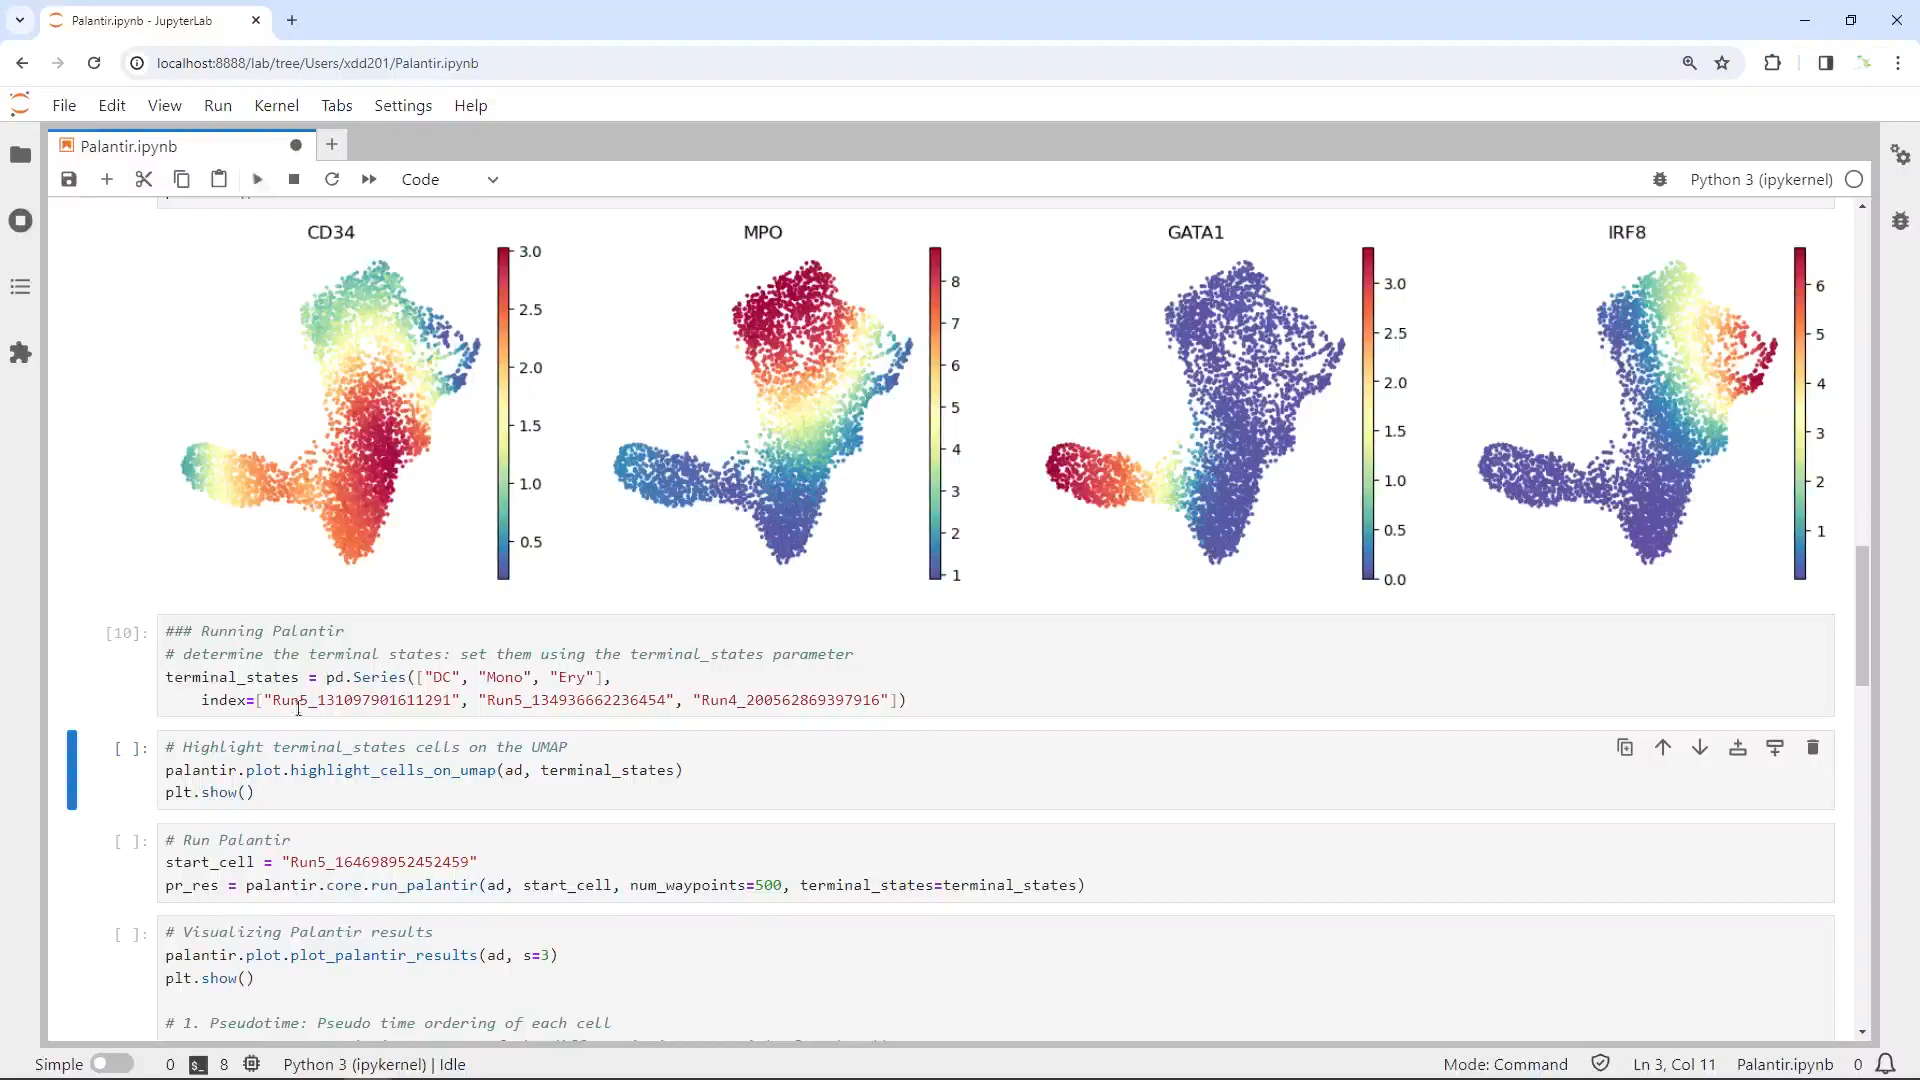 Palantir.ipynb - JupyterLab
localhost:8888/lab/tree/Users/xdd201/Palantir.ipynb
File Edit View Run Kernel Tabs Settings Help
Palantir.ipynb
Code
Python 3 (ipykernel)
CD34 MPO GATA1 IRF8
3.0
2.5
2.0
1.5
1.0
0.5
8
7
6
5
4
3
2
1
3.0
2.5
2.0
1.5
1.0
0.5
0.0
6
5
4
3
2
1
[10]: ### Running Palantir
# determine the terminal states: set them using the terminal_states parameter
terminal_states = pd.Series(["DC", "Mono", "Ery"],
index=["Run5_131097901611291", "Run5_134936662236454", "Run4_200562869397916"])
[ ]: # Highlight terminal_states cells on the UMAP
palantir.plot.highlight_cells_on_umap(ad, terminal_states)
plt.show()
[ ]: # Run Palantir
start_cell = "Run5_164698952452459"
pr_res = palantir.core.run_palantir(ad, start_cell, num_waypoints=500, terminal_states=terminal_states)
[ ]: # Visualizing Palantir results
palantir.plot.plot_palantir_results(ad, s=3)
plt.show()
# 1. Pseudotime: Pseudo time ordering of each cell
Simple 0 $_ 8 Python 3 (ipykernel) | Idle Mode: Command Ln 3, Col 11 Palantir.ipynb 0